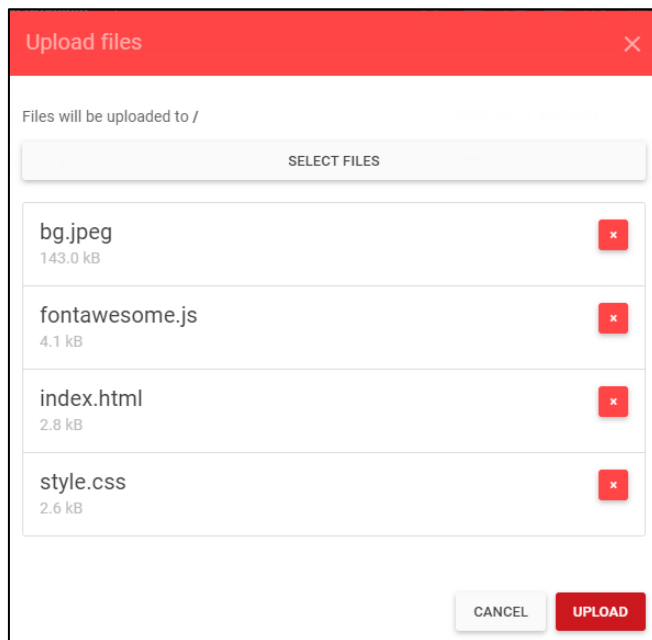 Upload files ×
Files will be uploaded to /
SELECT FILES
bg.jpeg
143.0 kB
×
fontawesome.js
4.1 kB
×
index.html
2.8 kB
×
style.css
2.6 kB
×
CANCEL UPLOAD